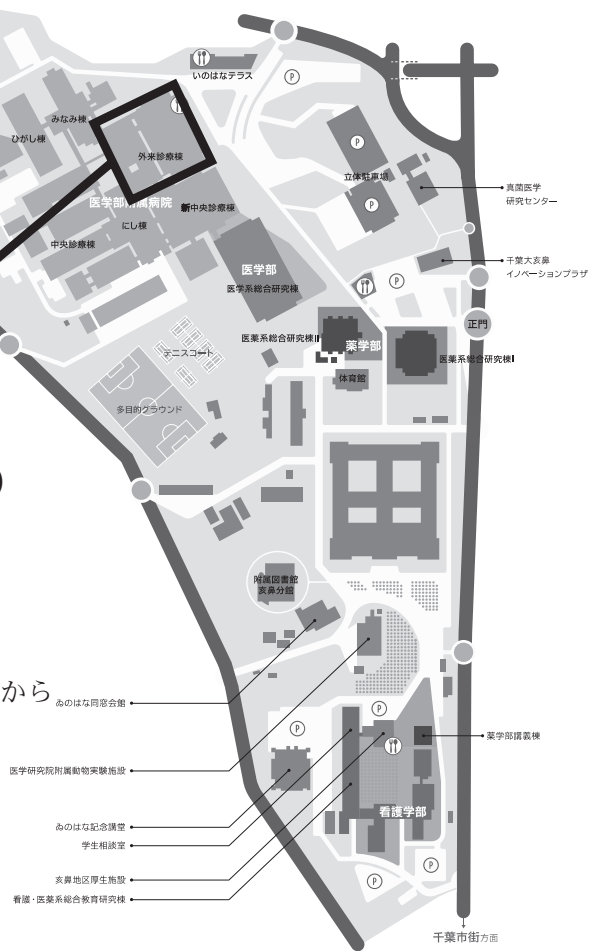 いのはなテラス
P
みなみ棟
ひがし棟
外来診療棟
P
立体駐車場
P
真菌医学
研究センター
医学部附属病院
新中央診療棟
にし棟
中央診療棟
医学部
医学系総合研究棟
千葉大亥鼻
イノベーションプラザ
P
正門
医薬系総合研究棟II
薬学部
医薬系総合研究棟I
テニスコート
体育館
多目的グラウンド
附属図書館
亥鼻分館
から
ゐのはな同窓会館
P
P
薬学部講義棟
医学研究院附属動物実験施設
看護学部
ゐのはな記念講堂
学生相談室
P
P
亥鼻地区厚生施設
看護・医薬系総合教育研究棟
千葉市街方面